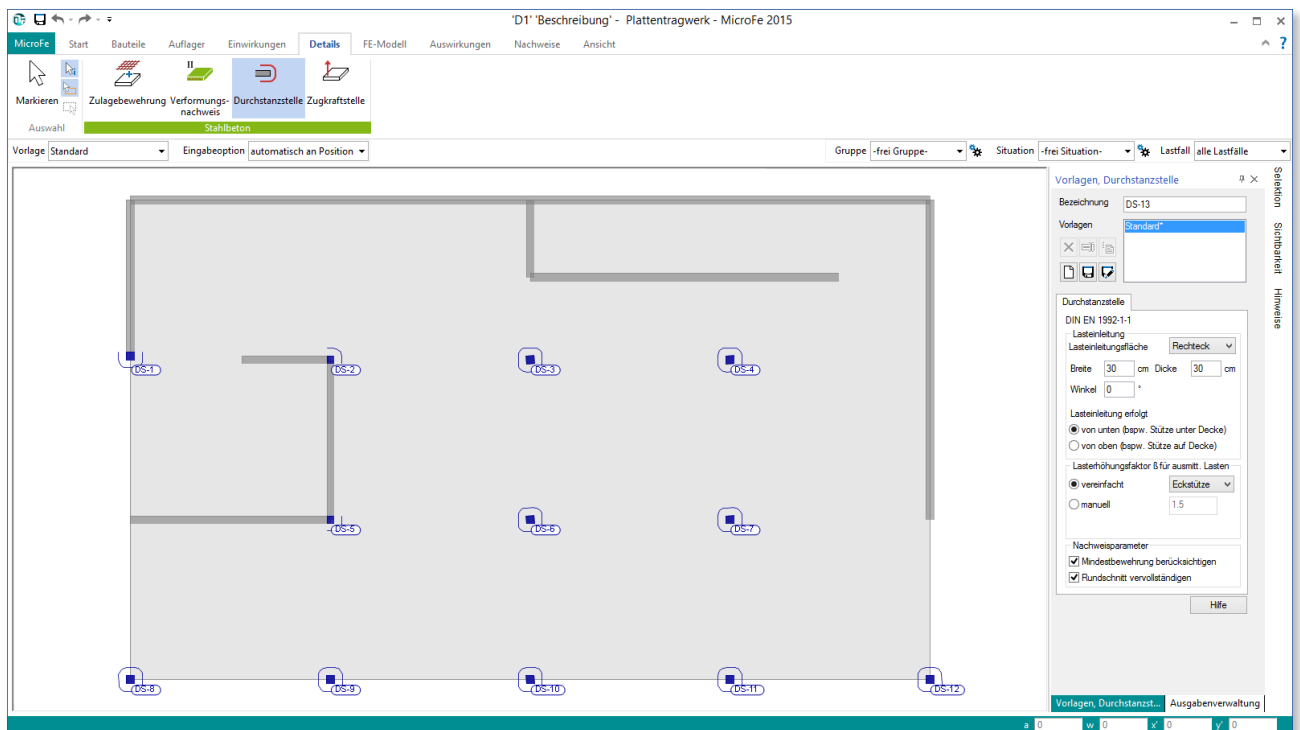 'D1' 'Beschreibung' - Plattentragwerk - MicroFe 2015
MicroFe Start Bauteile Auflager Einwirkungen Details FE-Modell Auswirkungen Nachweise Ansicht
Markieren Zulagebewehrung Verformungs-nachweis Durchstanzstelle Zugkraftstelle
Auswahl Stahlbeton
Vorlage Standard Eingabeoption automatisch an Position Gruppe -frei Gruppe- Situation -frei Situation- Lastfall alle Lastfälle
Vorlagen, Durchstanzstelle
Bezeichnung DS-13
Vorlagen Standard*
Durchstanzstelle
DIN EN 1992-1-1
Lasteinleitung
Lasteinleitungsfläche Rechteck
Breite 30 cm Dicke 30 cm
Winkel 0 °
Lasteinleitung erfolgt
von unten (bspw. Stütze unter Decke)
von oben (bspw. Stütze auf Decke)
Lasterhöhungsfaktor ß für ausmitt. Lasten
vereinfacht Eckstütze
manuell 1.5
Nachweisparameter
Mindestbewehrung berücksichtigen
Rundschnitt vervollständigen
Hilfe
Vorlagen, Durchstanzst... Ausgabenverwaltung
Selektion
Sichtbarkeit
Hinweise
DS-1 DS-2 DS-3 DS-4
DS-5 DS-6 DS-7
DS-8 DS-9 DS-10 DS-11 DS-12
a 0 w 0 x' 0 y' 0